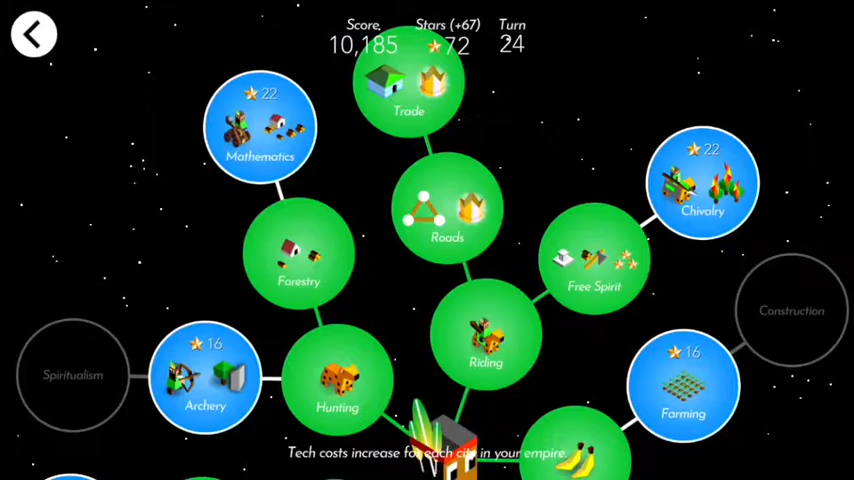 Score
Stars (+67)
Turn
10,185
72
24
Trade
22
Mathematics
22
Chivalry
Roads
Forestry
Free Spirit
Construction
16
Archery
Spiritualism
Hunting
Riding
16
Farming
Tech costs increase for each city in your empire.